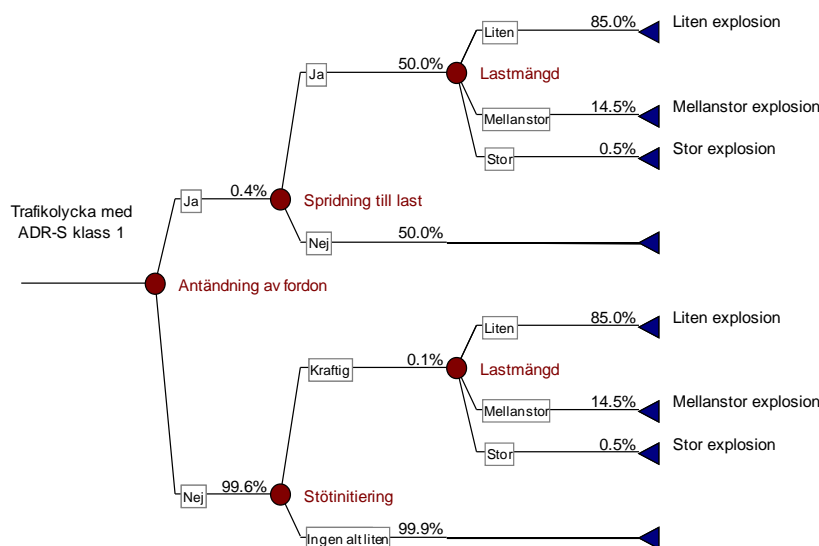 Liten 85.0% Liten explosion
Ja 50.0% Lastmängd
Mellanstor 14.5% Mellanstor explosion
Stor 0.5% Stor explosion
Ja 0.4% Spridning till last
Trafikolycka med
ADR-S klass 1
Nej 50.0%
Antändning av fordon
Liten 85.0% Liten explosion
Kraftig 0.1% Lastmängd
Mellanstor 14.5% Mellanstor explosion
Stor 0.5% Stor explosion
Nej 99.6% Stötinitiering
Ingen alt liten 99.9%